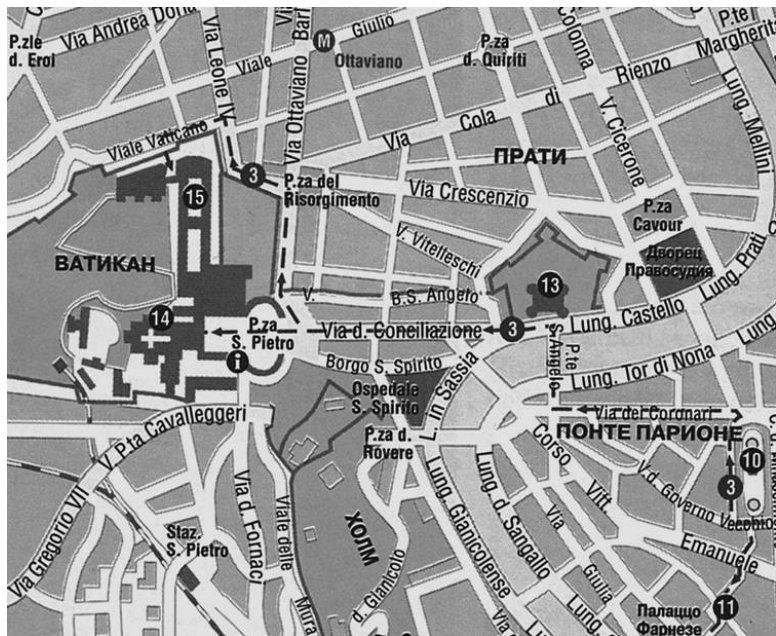 P.zle
d. Eroi
Via Andrea Doria
Via Leone IV
Via Ottaviano
Viale
Giulio
M
Ottaviano
P.za
d. Quiriti
Colonna
P.te
Margherit
Via
Cola
di
Rienzo
V. Cicerone
Lung. Mellini
Viale Vaticano
3
P.za del
Risorgimento
ПРАТИ
Via Crescenzio
P.za
Cavour
15
V. Vitelleschi
Дворец
Правосудия
ВАТИКАН
13
Lung. Prati
V.
B.S. Angelo
14
P.za
S. Pietro
Via d. Conciliazione
3
Lung. Castello
i
Borgo S. Spirito
P.te
S. Angelo
Lung. Tor di Nona
Ospedale
S. Spirito
L. in Sassia
Via dei Coronari
V. Pta Cavalleggeri
P.za d.
Rovere
ПОНТЕ ПАРИОНЕ
10
Corso
Vitt.
Emanuele
V. d. Governo Vecchio
3
Via Gregorio VII
Staz.
S. Pietro
Via d. Fornaci
Viale delle
Mura
ХОЛМ
d. Gianicolo
Lung. Gianicolense
Lung. d. Sangallo
Via
Giulia
Lung.
11
Палаццо
Фарнезе